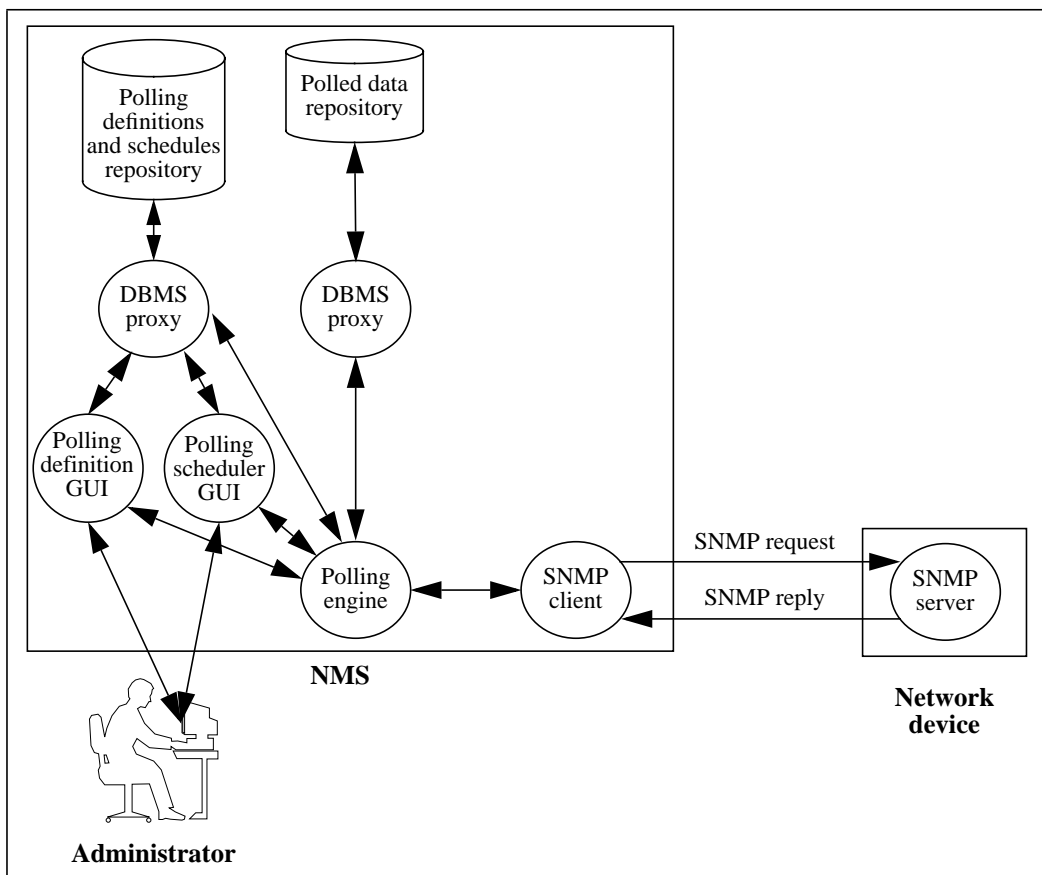 Polling
definitions
and schedules
repository
Polled data
repository
DBMS
proxy
DBMS
proxy
Polling
definition
GUI
Polling
scheduler
GUI
Polling
engine
SNMP
client
SNMP request
SNMP reply
SNMP
server
NMS
Network
device
Administrator